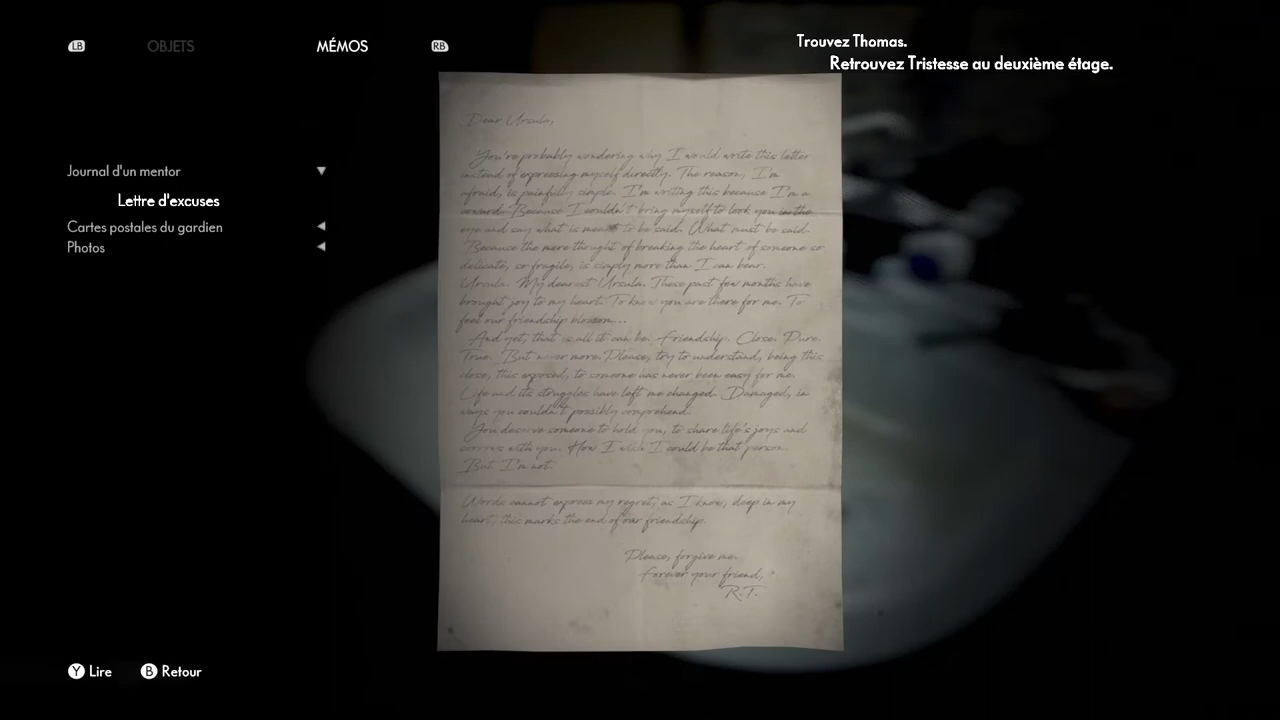 LB
OBJETS
MÉMOS
RB
Trouvez Thomas.
Retrouvez Tristesse au deuxième étage.
Journal d'un mentor
Lettre d'excuses
Cartes postales du gardien
Photos
Dear Ursula,
You're probably wondering why I would write this letter
instead of expressing myself directly. The reason, I'm
afraid, is painfully simple. I'm writing this because I'm a
coward. Because I couldn't bring myself to look you in the
eye and say what is meant to be said. What must be said.
Because the mere thought of breaking the heart of someone so
delicate, so fragile, is simply more than I can bear.
Ursula. My dearest Ursula. These past few months have
brought joy to my heart. To know you are there for me. To
feel our friendship blossom...
And yet, that is all it can be. Friendship. Close. Pure.
True. But never more. Please, try to understand, being this
close, this exposed, to someone has never been easy for me.
Life and its struggles have left me changed. Damaged, in
ways you couldn't possibly comprehend.
You deserve someone to hold you, to share life's joys and
sorrows with you. How I wish I could be that person.
But I'm not.
Words cannot express my regret, as I know, deep in my
heart, this marks the end of our friendship.
Please, forgive me.
Forever your friend,
R.T.
Y Lire
B Retour